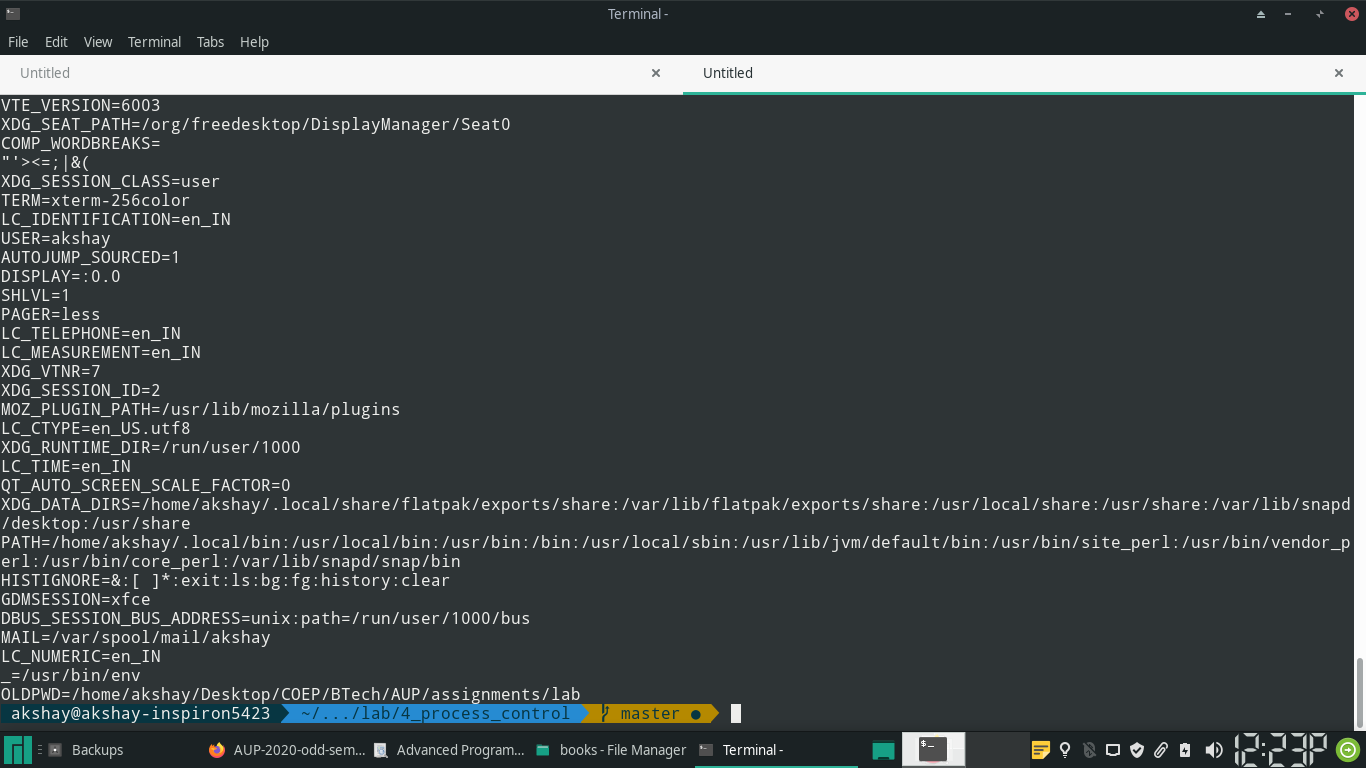 Terminal -
File Edit View Terminal Tabs Help
Untitled
Untitled
VTE_VERSION=6003
XDG_SEAT_PATH=/org/freedesktop/DisplayManager/Seat0
COMP_WORDBREAKS=
"'><=;|&(
XDG_SESSION_CLASS=user
TERM=xterm-256color
LC_IDENTIFICATION=en_IN
USER=akshay
AUTOJUMP_SOURCED=1
DISPLAY=:0.0
SHLVL=1
PAGER=less
LC_TELEPHONE=en_IN
LC_MEASUREMENT=en_IN
XDG_VTNR=7
XDG_SESSION_ID=2
MOZ_PLUGIN_PATH=/usr/lib/mozilla/plugins
LC_CTYPE=en_US.utf8
XDG_RUNTIME_DIR=/run/user/1000
LC_TIME=en_IN
QT_AUTO_SCREEN_SCALE_FACTOR=0
XDG_DATA_DIRS=/home/akshay/.local/share/flatpak/exports/share:/var/lib/flatpak/exports/share:/usr/local/share:/usr/share:/var/lib/snapd
/desktop:/usr/share
PATH=/home/akshay/.local/bin:/usr/local/bin:/usr/bin:/bin:/usr/local/sbin:/usr/lib/jvm/default/bin:/usr/bin/site_perl:/usr/bin/vendor_p
erl:/usr/bin/core_perl:/var/lib/snapd/snap/bin
HISTIGNORE=&:[ ]*:exit:ls:bg:fg:history:clear
GDMSESSION=xfce
DBUS_SESSION_BUS_ADDRESS=unix:path=/run/user/1000/bus
MAIL=/var/spool/mail/akshay
LC_NUMERIC=en_IN
_=/usr/bin/env
OLDPWD=/home/akshay/Desktop/COEP/BTech/AUP/assignments/lab
akshay@akshay-inspiron5423 ~/.../lab/4_process_control master ●
Backups AUP-2020-odd-sem... Advanced Program... books - File Manager Terminal - 12:23P